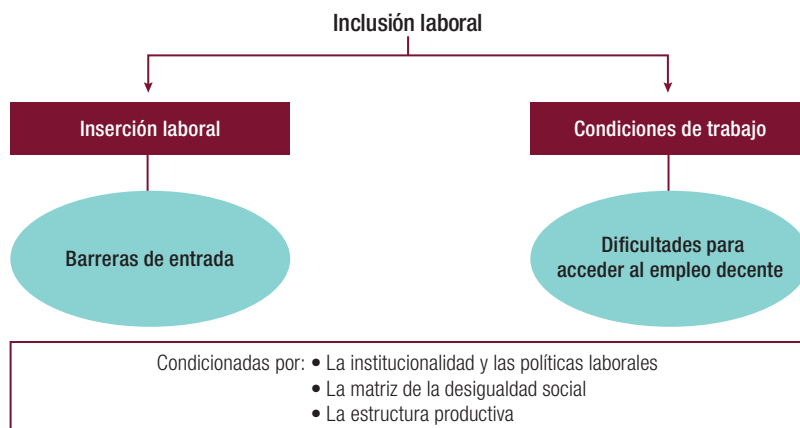 Inclusión laboral
Inserción laboral
Condiciones de trabajo
Barreras de entrada
Dificultades para
acceder al empleo decente
Condicionadas por: • La institucionalidad y las políticas laborales
• La matriz de la desigualdad social
• La estructura productiva